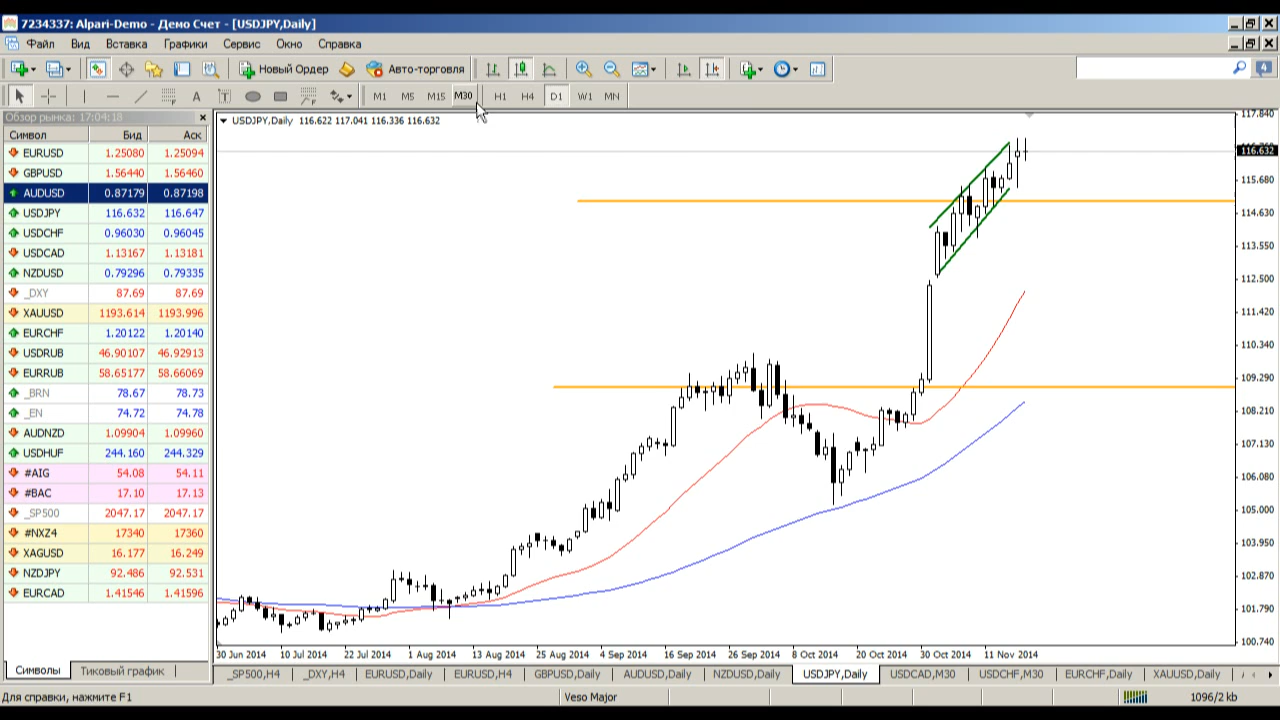 7234337: Alpari-Demo - Демо Счет - [USDJPY,Daily]
Файл Вид Вставка Графики Сервис Окно Справка
Новый Ордер Авто-торговля 4
A T M1 M5 M15 M30 H1 H4 D1 W1 MN
Обзор рынка: 17:04:18
Символ Бид Аск
EURUSD 1.25080 1.25094
GBPUSD 1.56440 1.56460
AUDUSD 0.87179 0.87198
USDJPY 116.632 116.647
USDCHF 0.96030 0.96045
USDCAD 1.13167 1.13181
NZDUSD 0.79296 0.79335
_DXY 87.69 87.69
XAUUSD 1193.614 1193.996
EURCHF 1.20122 1.20140
USDRUB 46.90107 46.92913
EURRUB 58.65177 58.66069
_BRN 78.67 78.73
_EN 74.72 74.78
AUDNZD 1.09904 1.09960
USDHUF 244.160 244.329
#AIG 54.08 54.11
#BAC 17.10 17.13
_SP500 2047.17 2047.17
#NXZ4 17340 17360
XAGUSD 16.177 16.249
NZDJPY 92.486 92.531
EURCAD 1.41546 1.41596
Символы Тиковый график
USDJPY,Daily 116.622 117.041 116.336 116.632
117.840
116.632
115.680
114.630
113.550
112.500
111.420
110.340
109.290
108.210
107.130
106.080
105.000
103.950
102.870
101.790
100.740
30 Jun 2014 10 Jul 2014 22 Jul 2014 1 Aug 2014 13 Aug 2014 25 Aug 2014 4 Sep 2014 16 Sep 2014 26 Sep 2014 8 Oct 2014 20 Oct 2014 30 Oct 2014 11 Nov 2014
_SP500,H4 _DXY,H4 EURUSD,Daily EURUSD,H4 GBPUSD,Daily AUDUSD,Daily NZDUSD,Daily USDJPY,Daily USDCAD,M30 USDCHF,M30 EURCHF,Daily XAUUSD,Daily
Для справки, нажмите F1 Veso Major 1096/2 kb